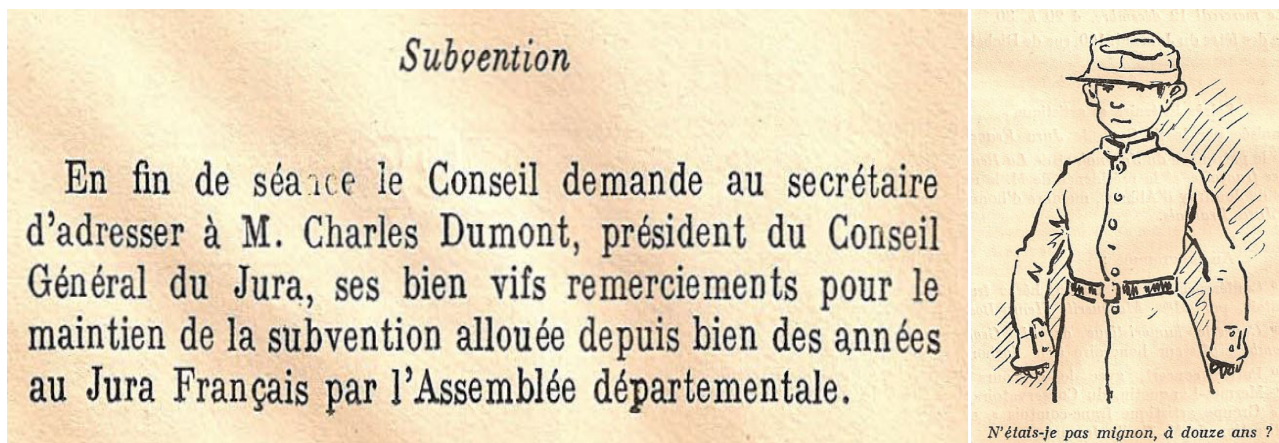 Subvention
En fin de séance le Conseil demande au secrétaire
d'adresser à M. Charles Dumont, président du Conseil
Général du Jura, ses bien vifs remerciements pour le
maintien de la subvention allouée depuis bien des années
au Jura Français par l'Assemblée départementale.
N'étais-je pas mignon, à douze ans ?